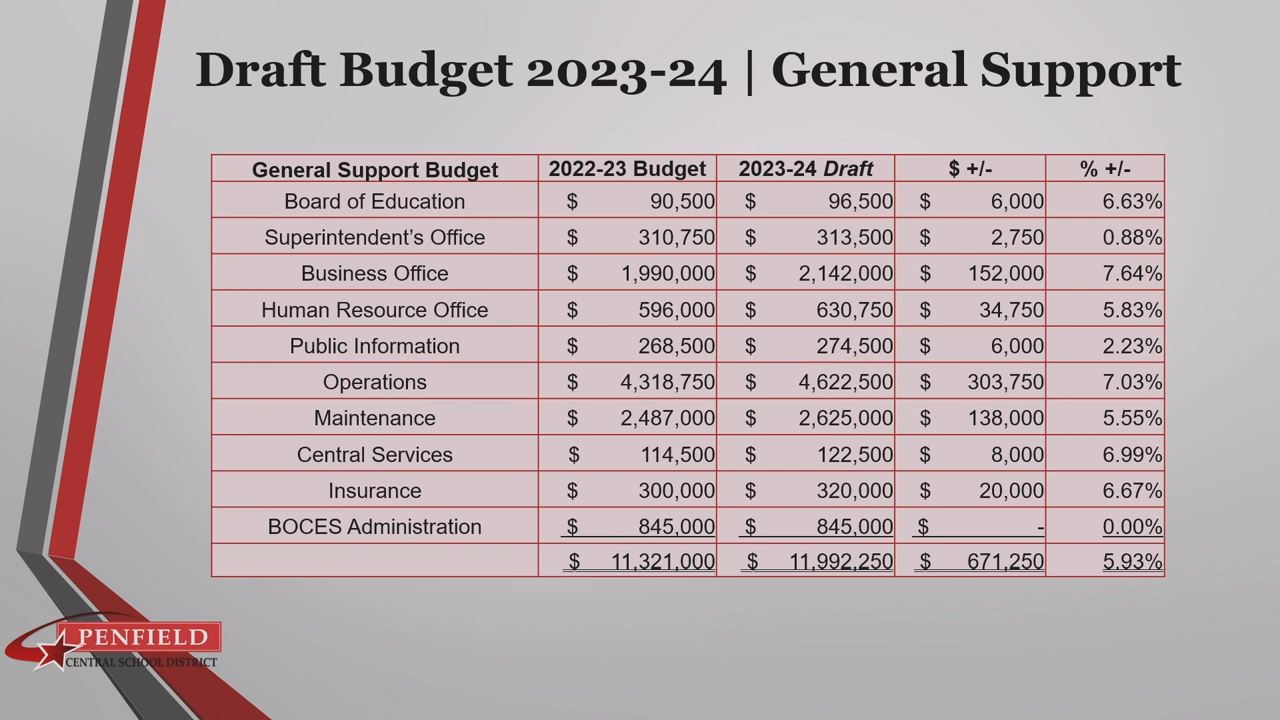 Draft Budget 2023-24 | General Support
General Support Budget 2022-23 Budget 2023-24 Draft $ +/- % +/-
Board of Education $ 90,500 $ 96,500 $ 6,000 6.63%
Superintendent’s Office $ 310,750 $ 313,500 $ 2,750 0.88%
Business Office $ 1,990,000 $ 2,142,000 $ 152,000 7.64%
Human Resource Office $ 596,000 $ 630,750 $ 34,750 5.83%
Public Information $ 268,500 $ 274,500 $ 6,000 2.23%
Operations $ 4,318,750 $ 4,622,500 $ 303,750 7.03%
Maintenance $ 2,487,000 $ 2,625,000 $ 138,000 5.55%
Central Services $ 114,500 $ 122,500 $ 8,000 6.99%
Insurance $ 300,000 $ 320,000 $ 20,000 6.67%
BOCES Administration $ 845,000 $ 845,000 $ - 0.00%
$ 11,321,000 $ 11,992,250 $ 671,250 5.93%
PENFIELD
CENTRAL SCHOOL DISTRICT